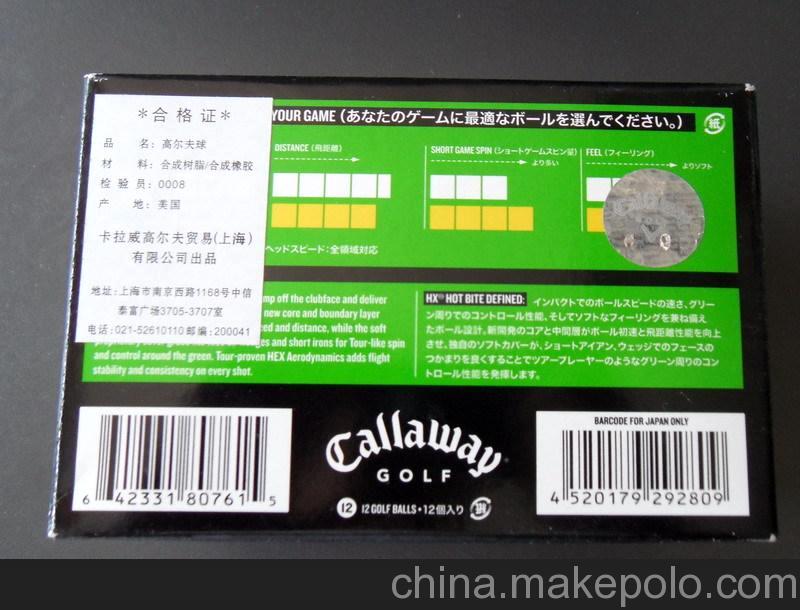 *合格证*
品 名：高尔夫球
材 料：合成树脂/合成橡胶
检 验 员：0008
产 地：美国
卡拉威高尔夫贸易(上海)
有限公司出品
地址：上海市南京西路1168号中信
泰富广场3705-3707室
电话：021-52610110 邮编：200041
YOUR GAME（あなたのゲームに最適なボールを選んでください。）
紙
DISTANCE（飛距離）
SHORT GAME SPIN（ショートゲームスピン量）
より多い
FEEL（フィーリング）
よりソフト
Callaway
ヘッドスピード：全領域対応
mp off the clubface and deliver
new core and boundary layer
eed and distance, while the soft
ges and short irons for Tour-like spin
and control around the green. Tour-proven HEX Aerodynamics adds flight
stability and consistency on every shot.
HX® HOT BITE DEFINED: インパクトでのボールスピードの速さ、グリー
ン周りでのコントロール性能、そしてソフトなフィーリングを兼ね備え
たボール設計。新開発のコアと中間層がボール初速と飛距離性能を向上
させ、独自のソフトカバーが、ショートアイアン、ウェッジでのフェースの
つかまりを良くすることでツアープレーヤーのようなグリーン周りのコン
トロール性能を発揮します。
6 42331 80761 5
Callaway
GOLF
12 12 GOLF BALLS・12個入り
BARCODE FOR JAPAN ONLY
4 520179 292809
china.makepolo.com